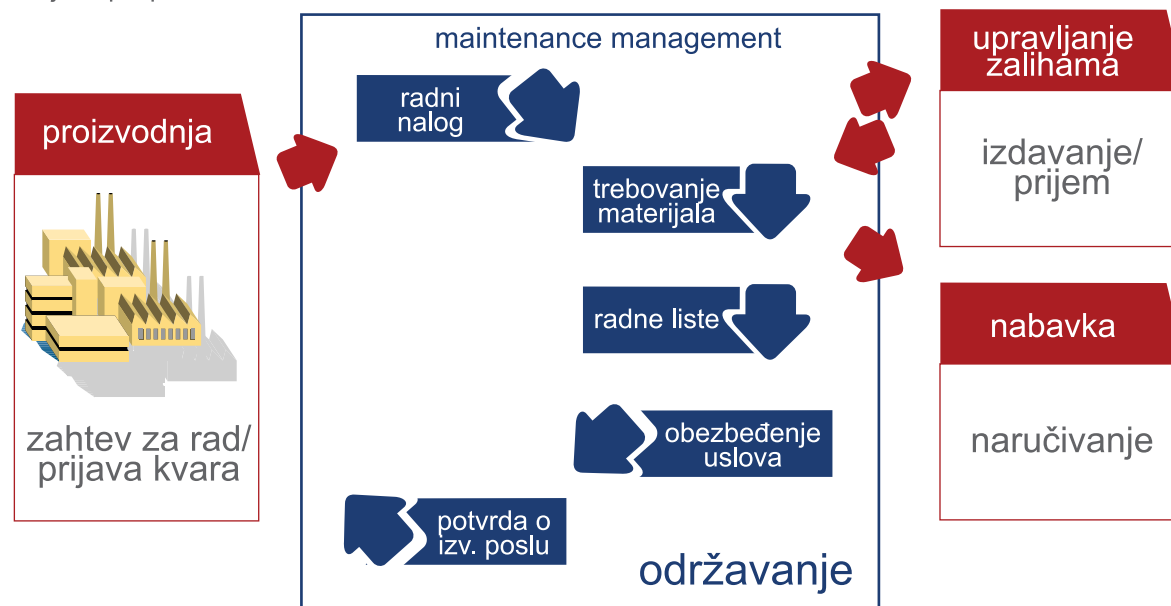 maintenance management
proizvodnja
zahtev za rad/
prijava kvara
radni
nalog
trebovanje
materijala
radne liste
obezbeđenje
uslova
potvrda o
izv. poslu
održavanje
upravljanje
zalihama
izdavanje/
prijem
nabavka
naručivanje